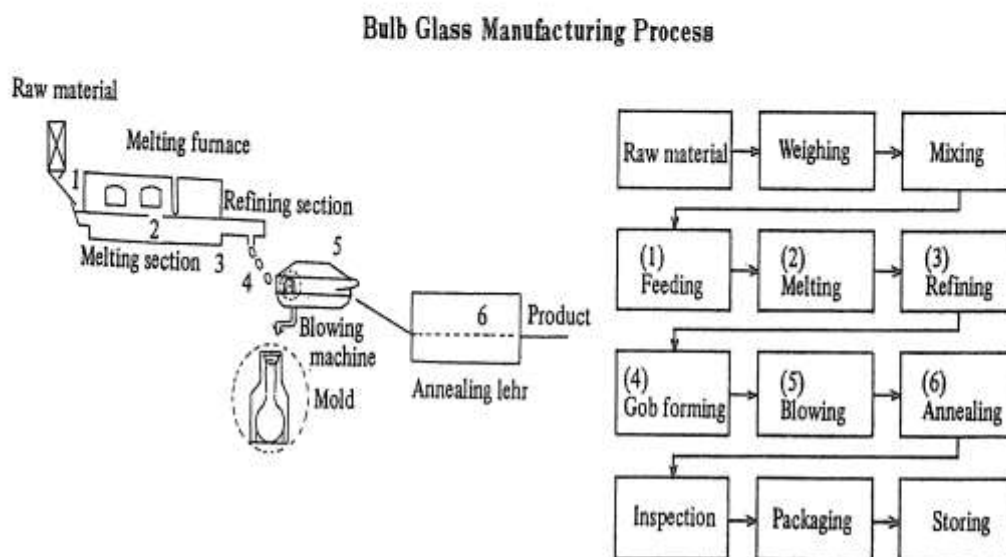 Bulb Glass Manufacturing Process
Raw material
Melting furnace
1
Refining section
2
Melting section 3
4
5
Blowing
machine
Mold
6
Product
Annealing lehr
Raw material
Weighing
Mixing
(1)
Feeding
(2)
Melting
(3)
Refining
(4)
Gob forming
(5)
Blowing
(6)
Annealing
Inspection
Packaging
Storing